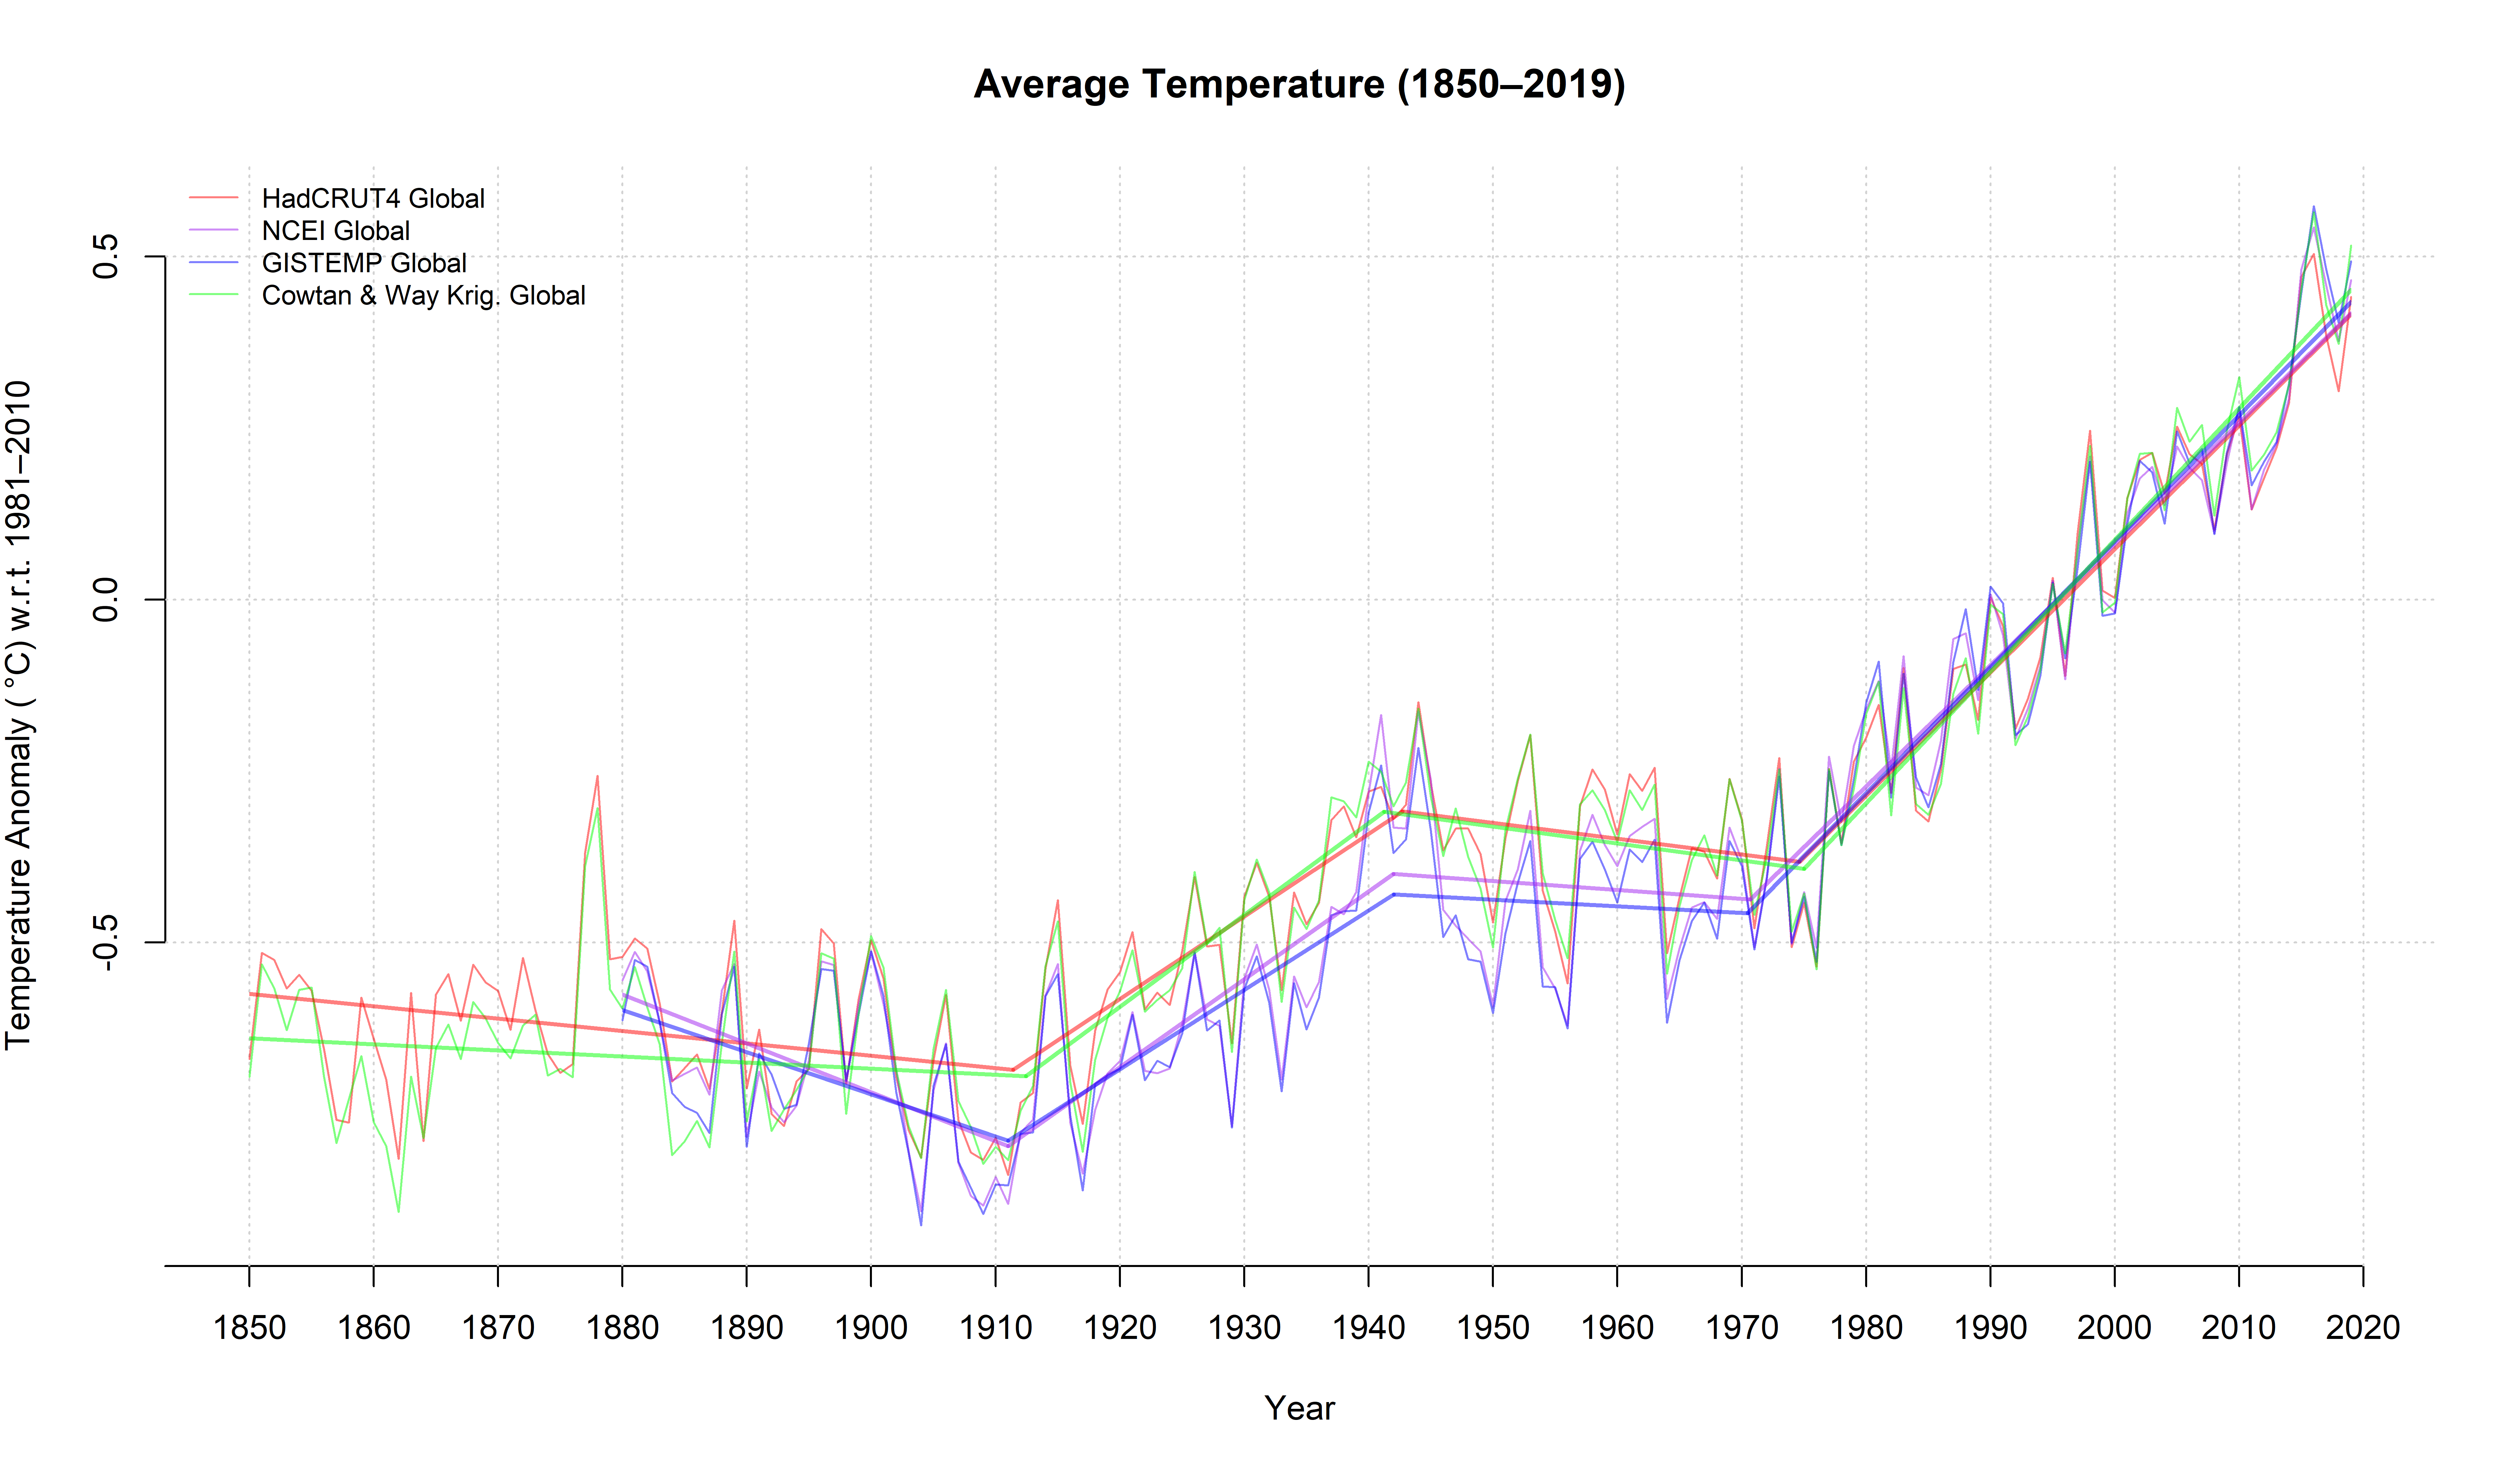 Average Temperature (1850–2019)
HadCRUT4 Global
NCEI Global
GISTEMP Global
Cowtan & Way Krig. Global
Temperature Anomaly ( °C) w.r.t. 1981–2010
0.5
0.0
-0.5
1850 1860 1870 1880 1890 1900 1910 1920 1930 1940 1950 1960 1970 1980 1990 2000 2010 2020
Year